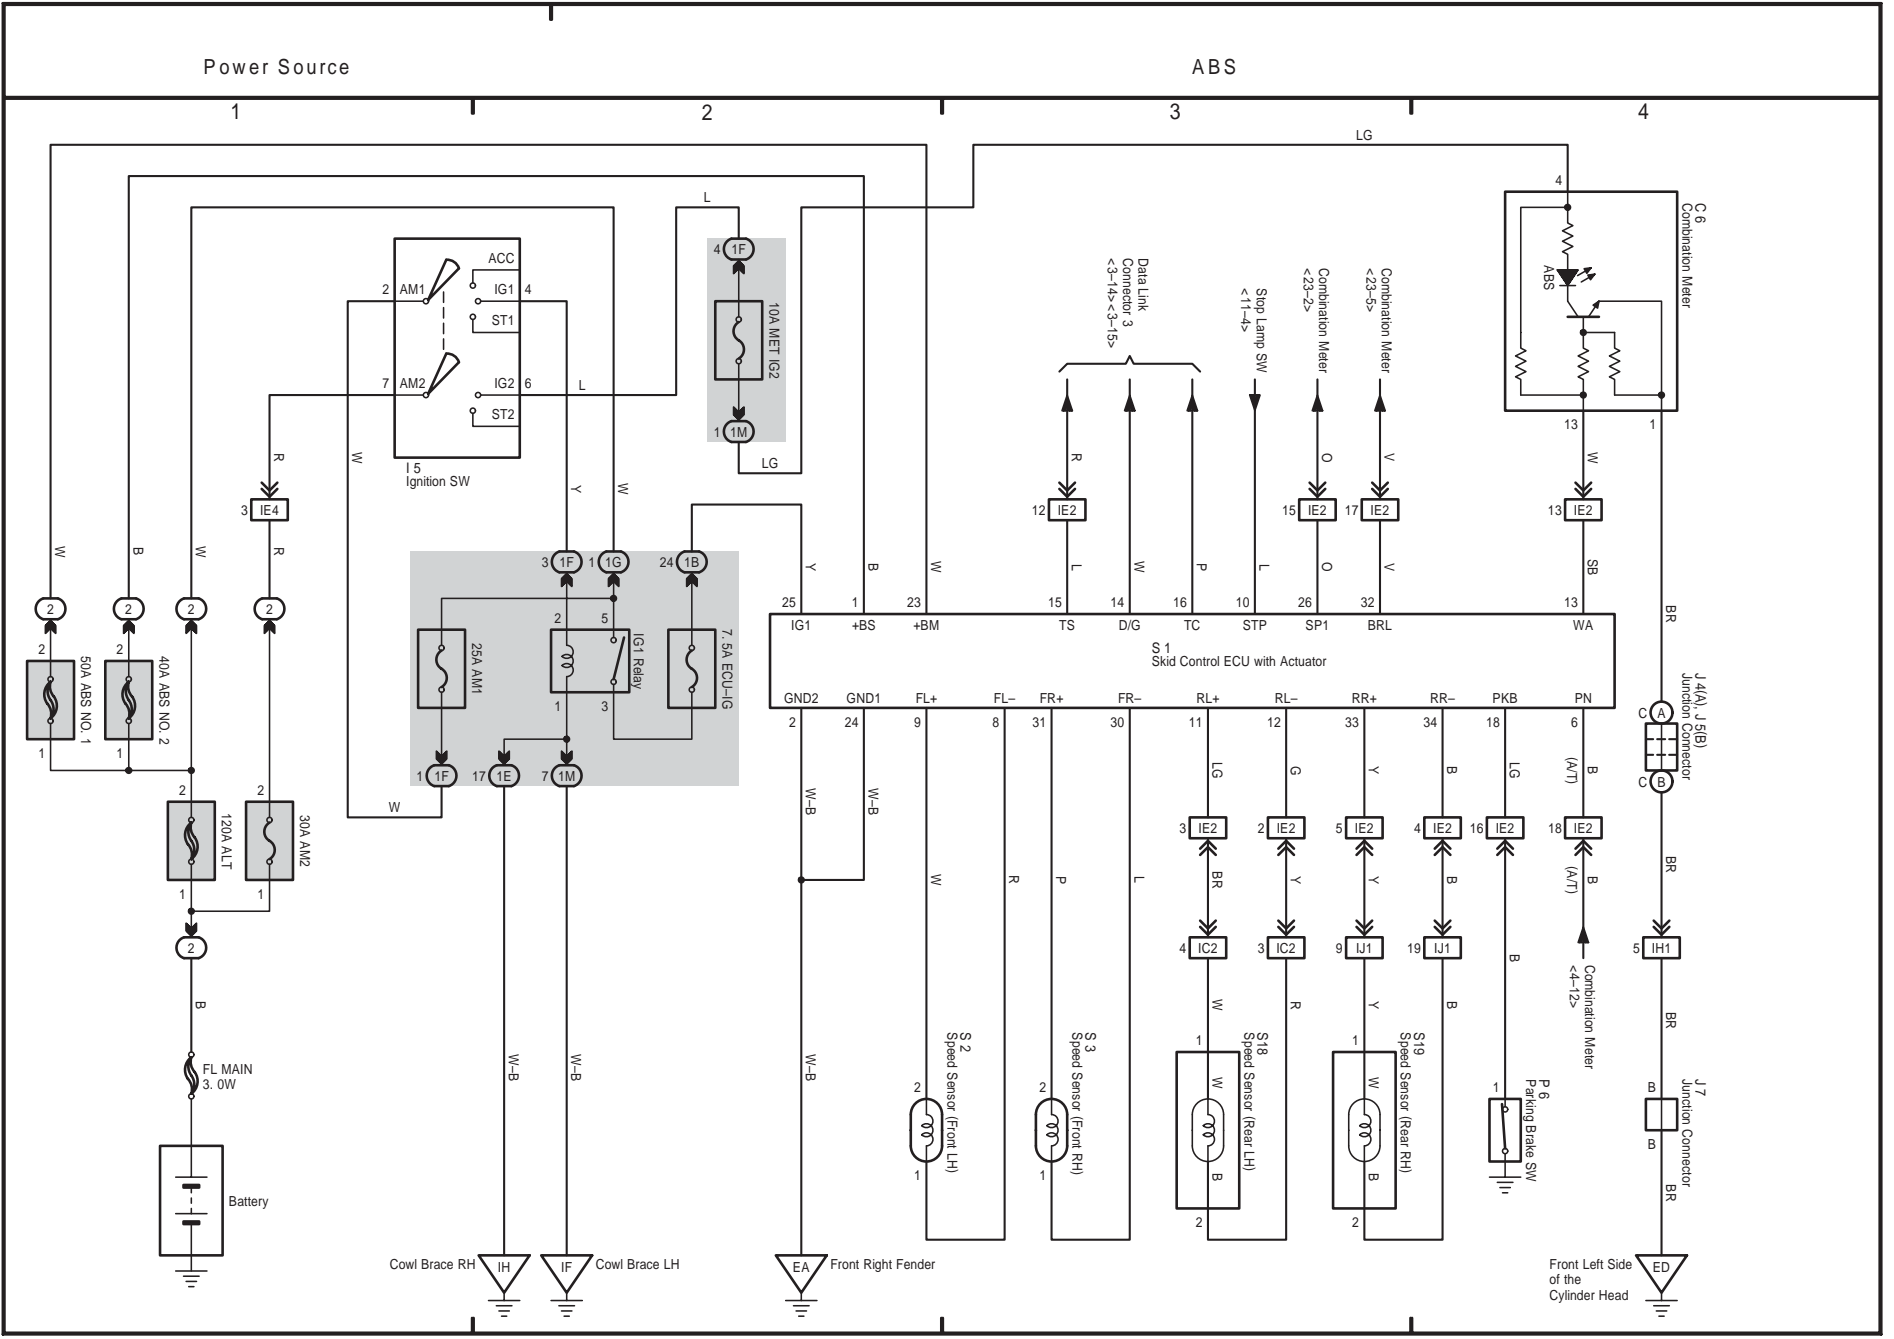 Power Source
ABS
1
2
3
4
LG
4
C 6
Combination Meter
ABS
13
1
L
4
1F
10A MET IG2
1
1M
LG
ACC
2
AM1
IG1
4
ST1
7
AM2
IG2
6
L
ST2
I 5
Ignition SW
Data Link
Connector 3
<3–14><3–15>
Stop Lamp SW
<11–4>
Combination Meter
<23–2>
Combination Meter
<23–5>
R
W
Y
W
R
O
V
W
3
IE4
12
IE2
15
IE2
17
IE2
13
IE2
W
B
W
R
3
1F
1
1G
24
1B
Y
B
W
L
W
P
L
O
V
SB
2
2
2
2
BR
2
50A ABS NO. 1
1
2
40A ABS NO. 2
1
25A AM1
2
5
IG1 Relay
1
3
7. 5A ECU–IG
1
1F
17
1E
7
1M
W
25
1
23
15
14
16
10
26
32
13
IG1
+BS
+BM
TS
D/G
TC
STP
SP1
BRL
WA
S 1
Skid Control ECU with Actuator
GND2
GND1
FL+
FL–
FR+
FR–
RL+
RL–
RR+
RR–
PKB
PN
2
24
9
8
31
30
11
12
33
34
18
6
C
A
J 4(A), J 5(B)
Junction Connector
C
B
W–B
W–B
LG
G
Y
B
LG
B
(A/T)
2
120A ALT
1
2
30A AM2
1
3
IE2
2
IE2
5
IE2
4
IE2
16
IE2
18
IE2
W
R
P
L
BR
Y
Y
B
B
(A/T)
BR
2
4
IC2
3
IC2
9
IJ1
19
IJ1
B
5
IH1
Combination Meter
<4–12>
B
W
R
Y
B
BR
FL MAIN
3. 0W
W–B
W–B
W–B
2
S 2
Speed Sensor (Front LH)
1
2
S 3
Speed Sensor (Front RH)
1
1
S18
Speed Sensor (Rear LH)
W
B
2
1
S19
Speed Sensor (Rear RH)
W
B
2
1
P 6
Parking Brake SW
B
J 7
Junction Connector
B
BR
Battery
Cowl Brace RH
IH
IF
Cowl Brace LH
EA
Front Right Fender
Front Left Side
of the
Cylinder Head
ED